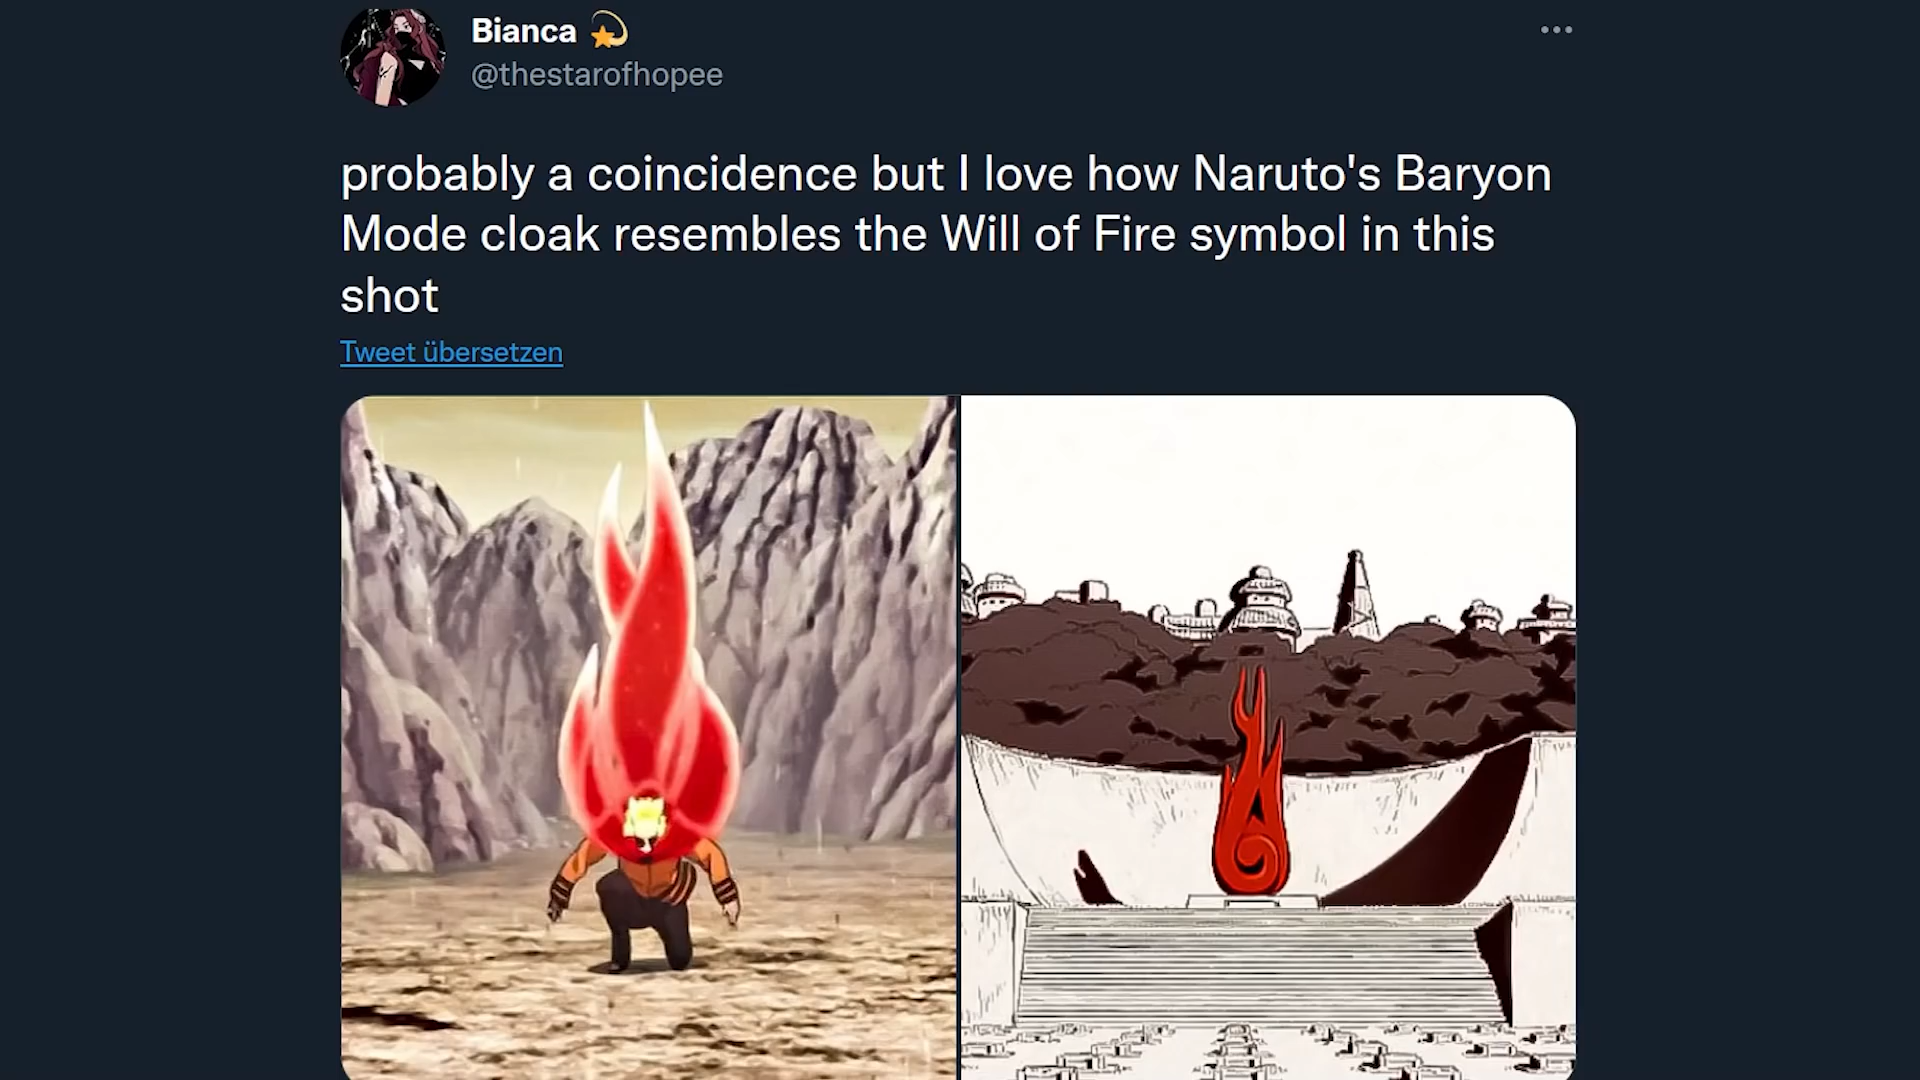 Bianca 💫
@thestarofhopee
probably a coincidence but I love how Naruto's Baryon
Mode cloak resembles the Will of Fire symbol in this
shot
Tweet übersetzen